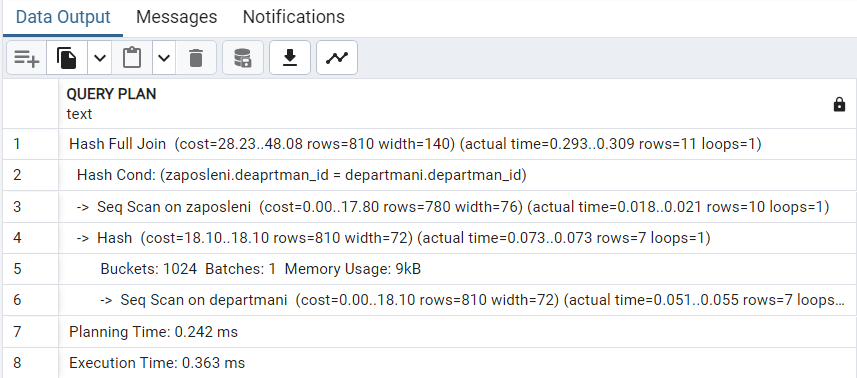 Data Output Messages Notifications
QUERY PLAN
text
1 Hash Full Join (cost=28.23..48.08 rows=810 width=140) (actual time=0.293..0.309 rows=11 loops=1)
2 Hash Cond: (zaposleni.deaprtman_id = departmani.departman_id)
3 -> Seq Scan on zaposleni (cost=0.00..17.80 rows=780 width=76) (actual time=0.018..0.021 rows=10 loops=1)
4 -> Hash (cost=18.10..18.10 rows=810 width=72) (actual time=0.073..0.073 rows=7 loops=1)
5 Buckets: 1024 Batches: 1 Memory Usage: 9kB
6 -> Seq Scan on departmani (cost=0.00..18.10 rows=810 width=72) (actual time=0.051..0.055 rows=7 loops...
7 Planning Time: 0.242 ms
8 Execution Time: 0.363 ms